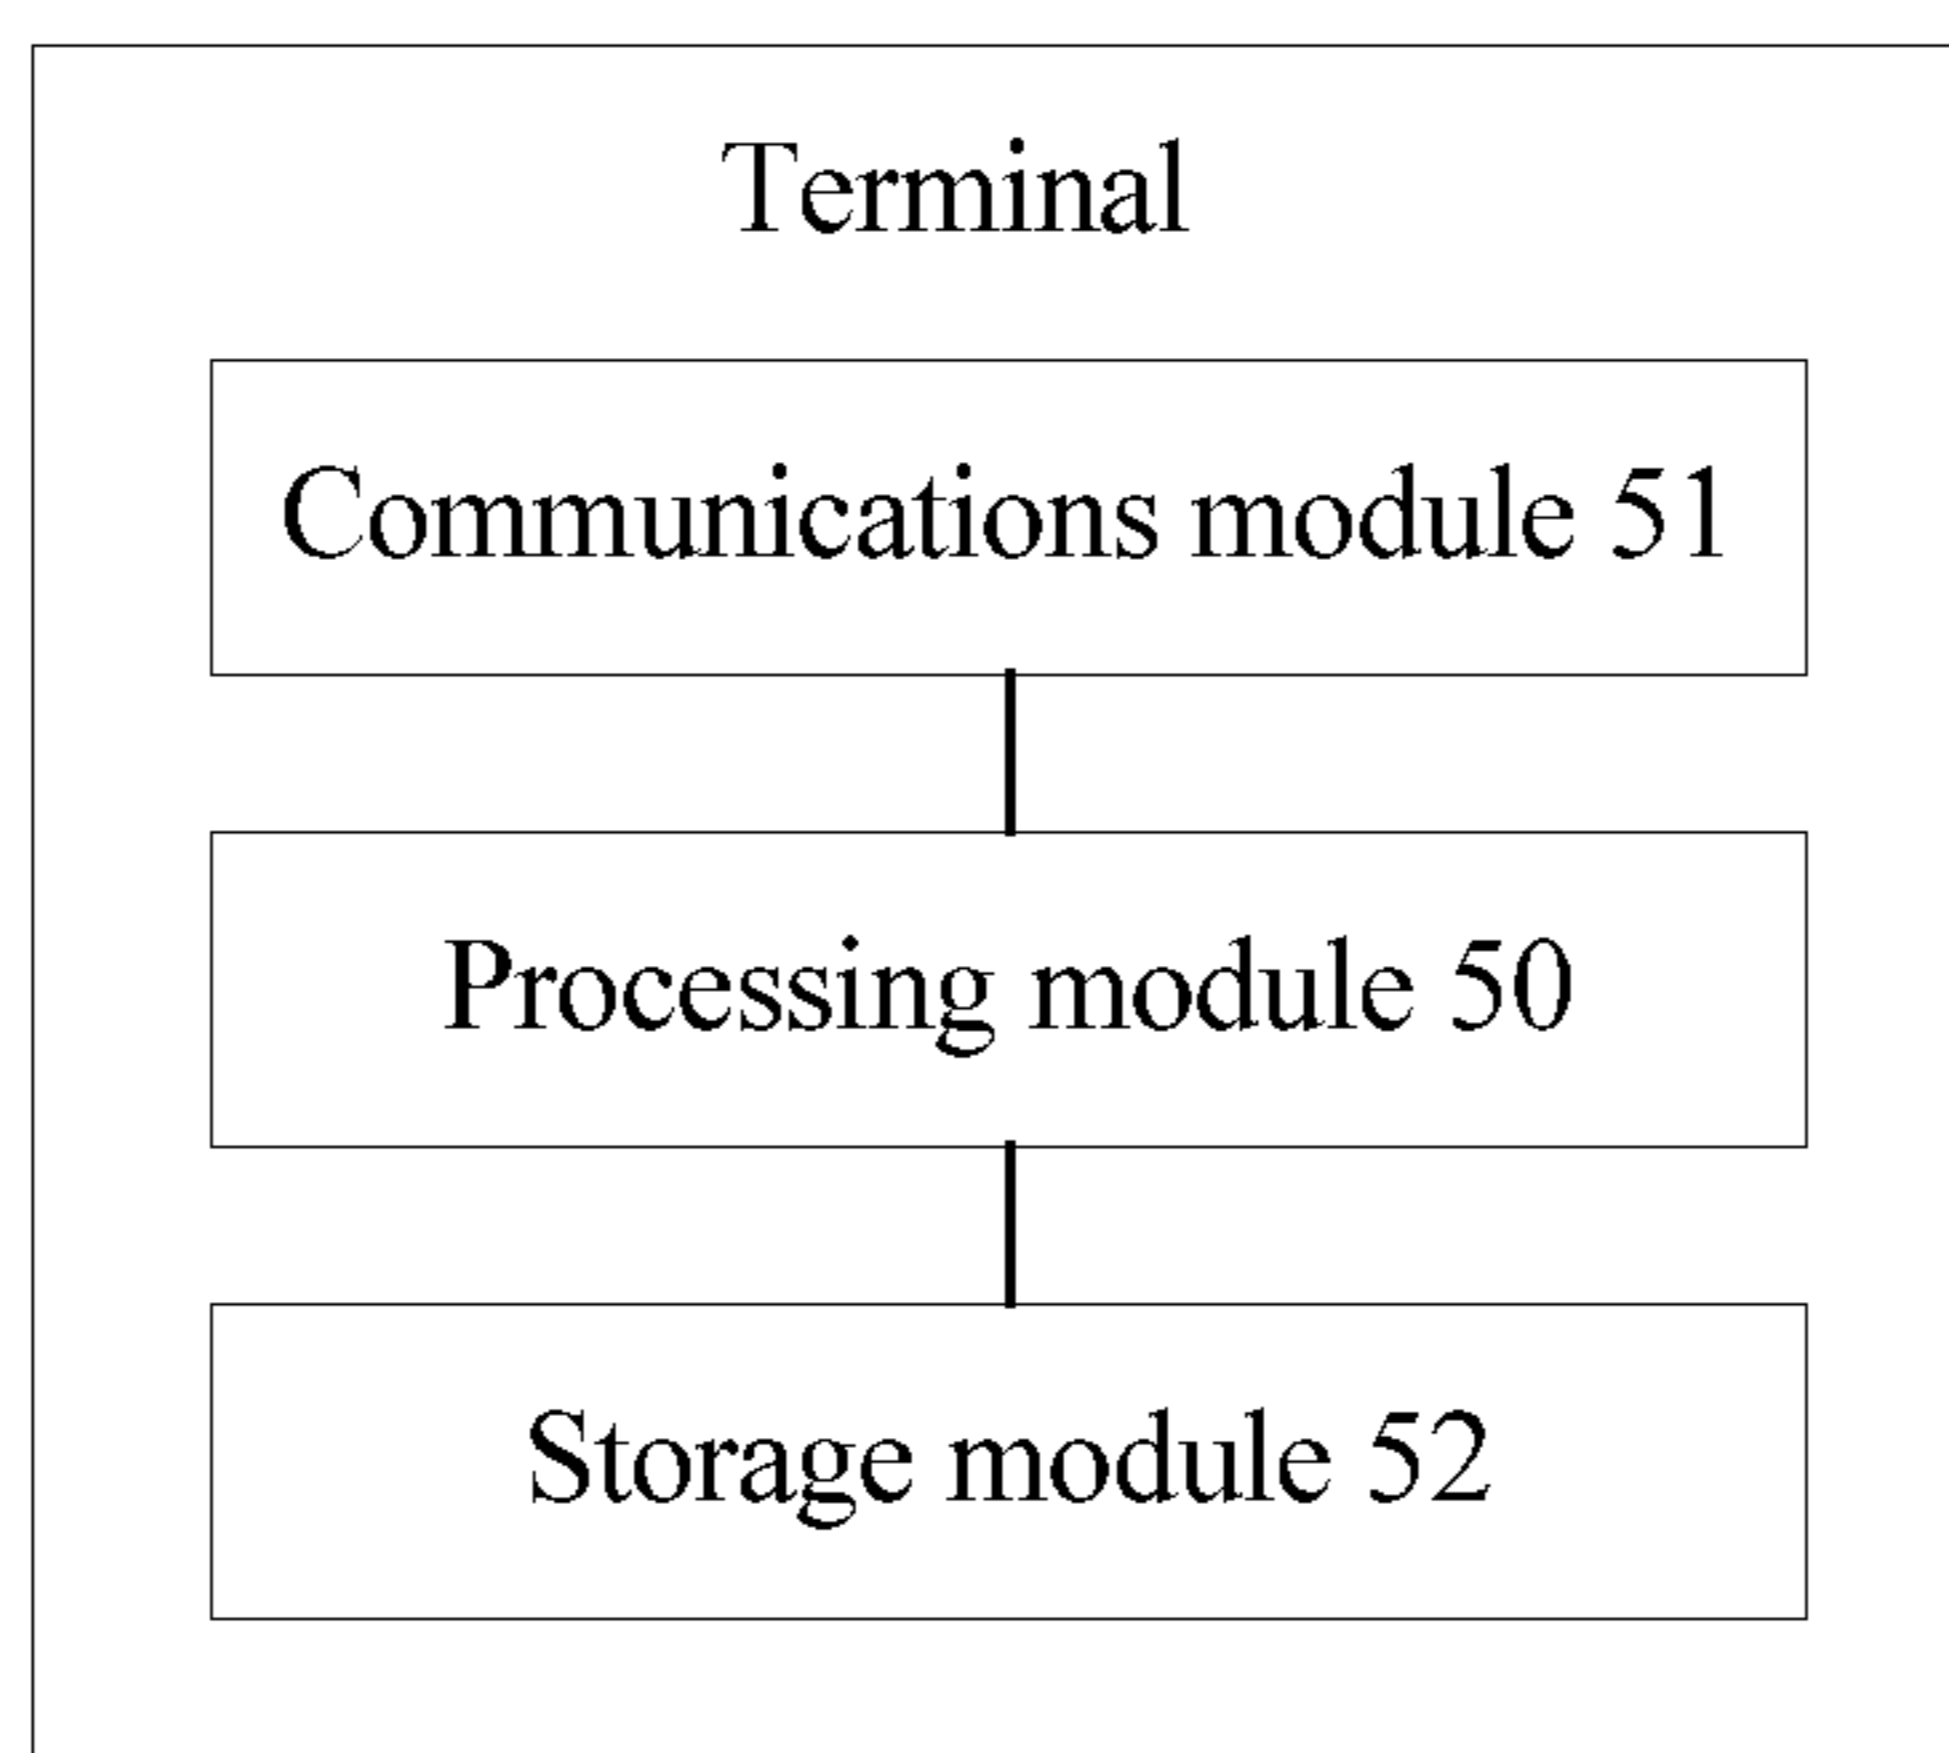 Terminal
Communications module 51
Processing module 50
Storage module 52